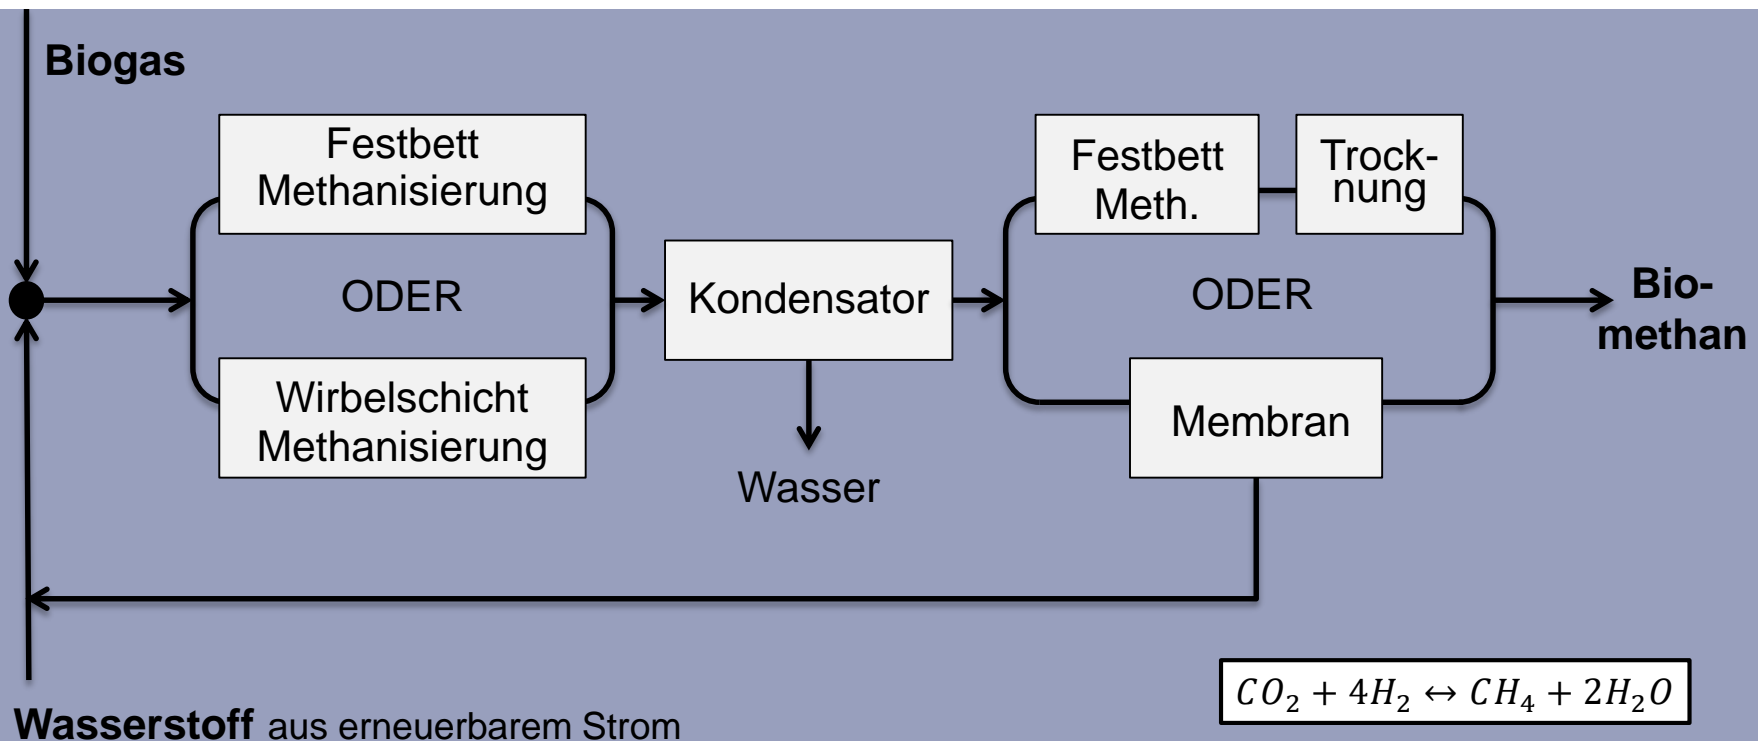 Biogas
Festbett
Methanisierung
ODER
Wirbelschicht
Methanisierung
Kondensator
Wasser
Festbett
Meth.
Trock-
nung
ODER
Membran
Bio-
methan
Wasserstoff aus erneuerbarem Strom
CO₂ + 4H₂ ↔ CH₄ + 2H₂O